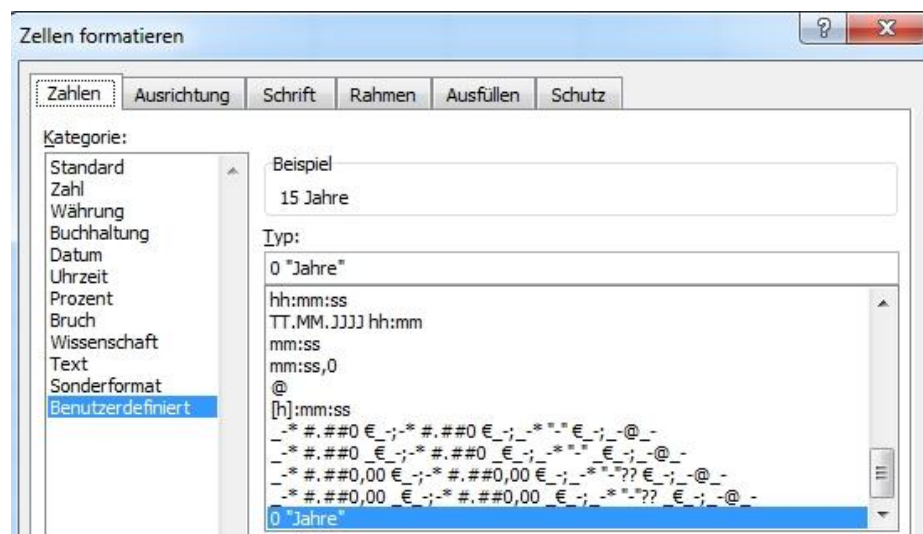 Zellen formatieren
?
Zahlen Ausrichtung Schrift Rahmen Ausfüllen Schutz
Kategorie:
Standard
Zahl
Währung
Buchhaltung
Datum
Uhrzeit
Prozent
Bruch
Wissenschaft
Text
Sonderformat
Benutzerdefiniert
Beispiel
15 Jahre
Typ:
0 "Jahre"
hh:mm:ss
TT.MM.JJJJ hh:mm
mm:ss
mm:ss,0
@
[h]:mm:ss
_-* #.##0 €_-;-* #.##0 €_-;_-* "-" €_-;_-@_-
_-* #.##0 _€_-;-* #.##0 _€_-;_-* "-" _€_-;_-@_-
_-* #.##0,00 €_-;-* #.##0,00 €_-;_-* "-"?? €_-;_-@_-
_-* #.##0,00 _€_-;-* #.##0,00 _€_-;_-* "-"?? _€_-;_-@_-
0 "Jahre"